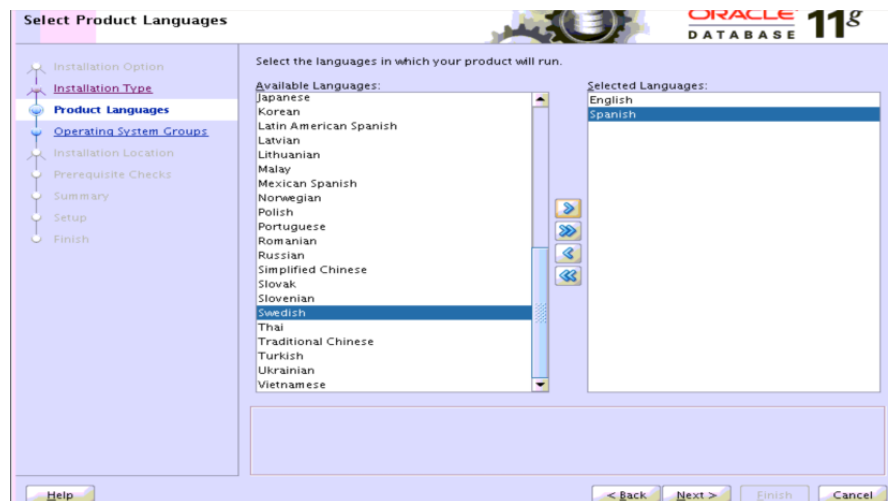 Select Product Languages
ORACLE
DATABASE 11g
Installation Option
Installation Type
Product Languages
Operating System Groups
Installation Location
Prerequisite Checks
Summary
Setup
Finish
Select the languages in which your product will run.
Available Languages:
Japanese
Korean
Latin American Spanish
Latvian
Lithuanian
Malay
Mexican Spanish
Norwegian
Polish
Portuguese
Romanian
Russian
Simplified Chinese
Slovak
Slovenian
Swedish
Thai
Traditional Chinese
Turkish
Ukrainian
Vietnamese
Selected Languages:
English
Spanish
Help
< Back
Next >
Finish
Cancel